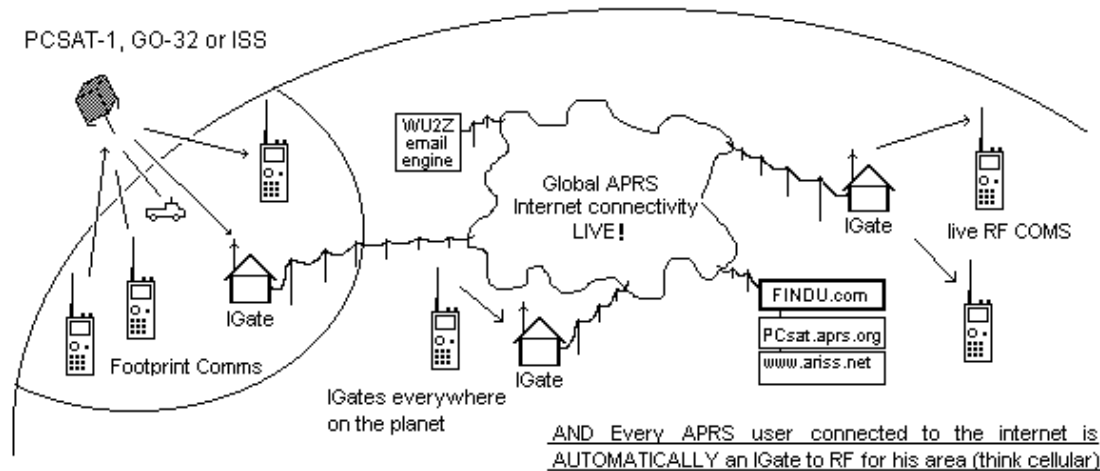 PCSAT-1, GO-32 or ISS
WU2Z
email
engine
Global APRS
Internet connectivity
LIVE!
IGate
live RF COMS
IGate
FINDU.com
PCsat.aprs.org
www.ariss.net
Footprint Comms
IGate
IGates everywhere
on the planet
AND Every APRS user connected to the internet is
AUTOMATICALLY an IGate to RF for his area (think cellular)